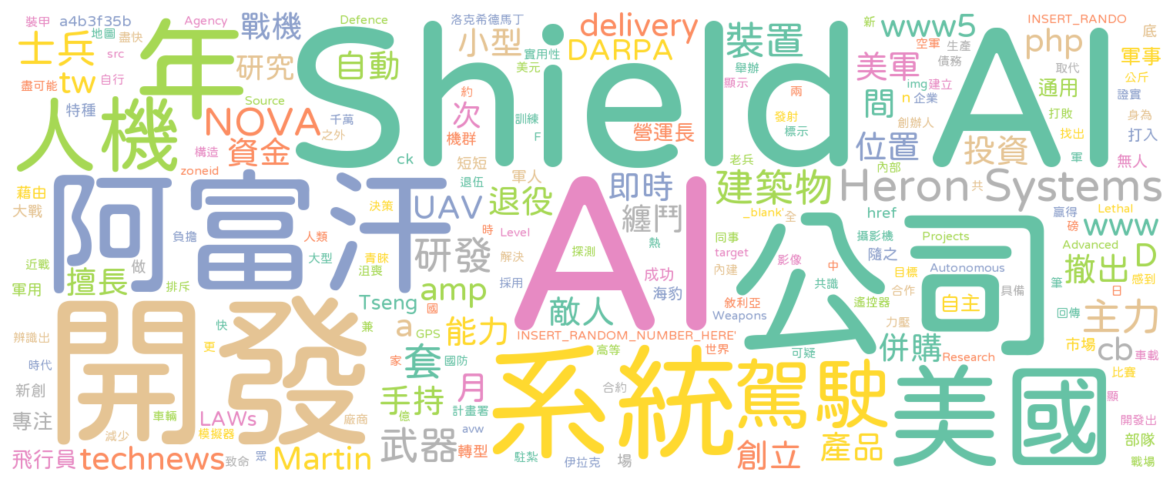 裝甲 a4b3f35b 戰機 Agency Defence 洛克希德馬丁 delivery www5 新 INSERT_RANDO
士兵 地圖 盡快 src 年 Shield AI 小型 DARPA 裝置 php 空軍 生產 底
盡可能 tw 自行 研究 自動 實用性 美元 舉辦 顯示 美軍 債務 取代 軍事
特種 Source 約 兩 間 img 建立 通用 公斤
人機 NOVA 千萬 之外 次 訓練 F 發射 標示 n 企業 證實
構造 資金 機群 營運長 位置 創辦人 投資 找出 打敗 身為 打入
zoneid ck 短短 老兵 內部 軍 無人
藉由 阿富汗 軍人 退伍 即時 建築物 Heron Systems
大戰 決策 UAV 退役 纏鬥 _blank' 全 href www 贏得 磅 Lethal
負擔 人類 時 Level 熱 同事 攝影機 Projects Advanced 撤出 D
近戰 大型 青睞 沮喪 研發 解決 探測 AI target 影像 公司 隨之 目標 Autonomous 感到
軍用 擅長 排斥 做 採用 成功 海豹 內建 中 共識 合作 具備 日
Tseng amp 敵人 敘利亞 Weapons 遙控器 自主 筆 回傳
辨識出 開發 快 兼 國 GPS a 能力 INSERT_RANDOM_NUMBER_HERE' 力壓 主力
時代 更 家 國防 套 高等 世界 可疑 併購 Research 市場 cb 車載
新創 月 系統 駕駛 美國 比賽 顯
專注 車輪 LAWs 廠商 手持 億 合約 開發出
減少 模擬器 計畫署 武器 產品 部隊
飛行員 technews 致命 眾 Martin avw 轉型 駐紮 伊拉克 場 創立 戰場
共